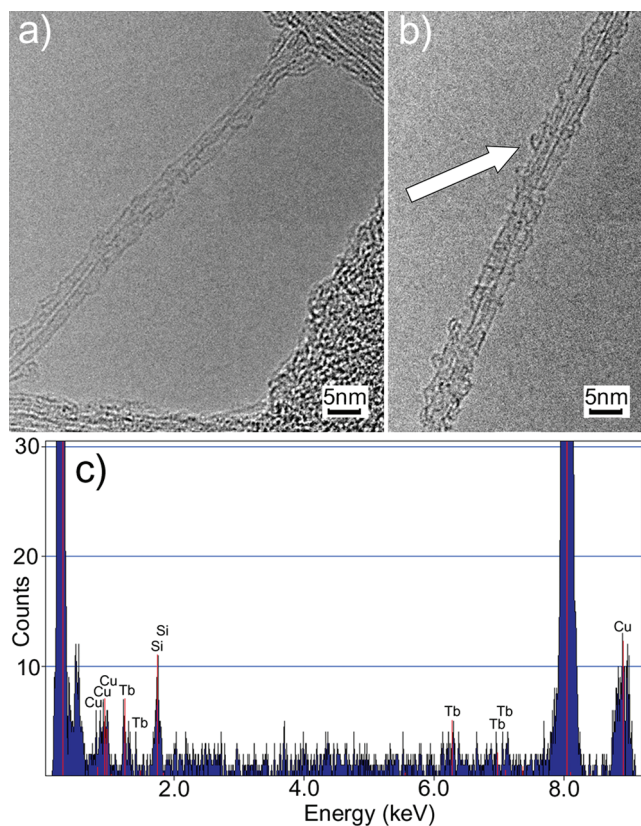 a)
b)
5nm
5nm
c)
30
20
10
Counts
Si
Si
Cu
Cu
Cu
Tb
Tb
Tb
Tb
Tb
Cu
2.0
4.0
6.0
8.0
Energy (keV)